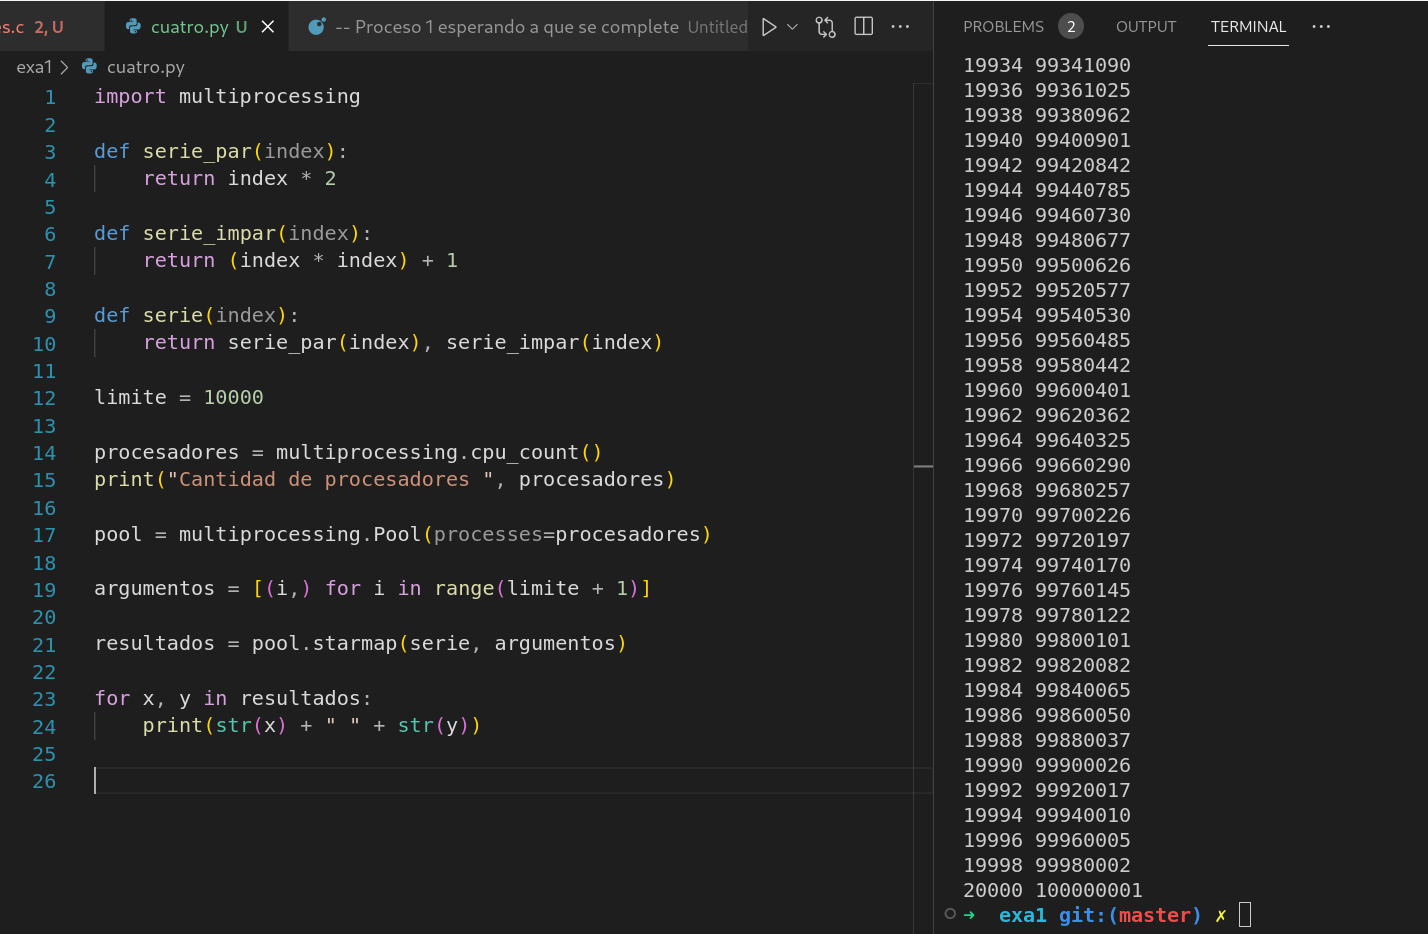 s.c 2, U cuatro.py U -- Proceso 1 esperando a que se complete Untitled
exa1 > cuatro.py
1 import multiprocessing
2
3 def serie_par(index):
4 return index * 2
5
6 def serie_impar(index):
7 return (index * index) + 1
8
9 def serie(index):
10 return serie_par(index), serie_impar(index)
11
12 limite = 10000
13
14 procesadores = multiprocessing.cpu_count()
15 print("Cantidad de procesadores ", procesadores)
16
17 pool = multiprocessing.Pool(processes=procesadores)
18
19 argumentos = [(i,) for i in range(limite + 1)]
20
21 resultados = pool.starmap(serie, argumentos)
22
23 for x, y in resultados:
24 print(str(x) + " " + str(y))
25
26
PROBLEMS 2 OUTPUT TERMINAL ...
19934 99341090
19936 99361025
19938 99380962
19940 99400901
19942 99420842
19944 99440785
19946 99460730
19948 99480677
19950 99500626
19952 99520577
19954 99540530
19956 99560485
19958 99580442
19960 99600401
19962 99620362
19964 99640325
19966 99660290
19968 99680257
19970 99700226
19972 99720197
19974 99740170
19976 99760145
19978 99780122
19980 99800101
19982 99820082
19984 99840065
19986 99860050
19988 99880037
19990 99900026
19992 99920017
19994 99940010
19996 99960005
19998 99980002
20000 100000001
➜ exa1 git:(master) ✗